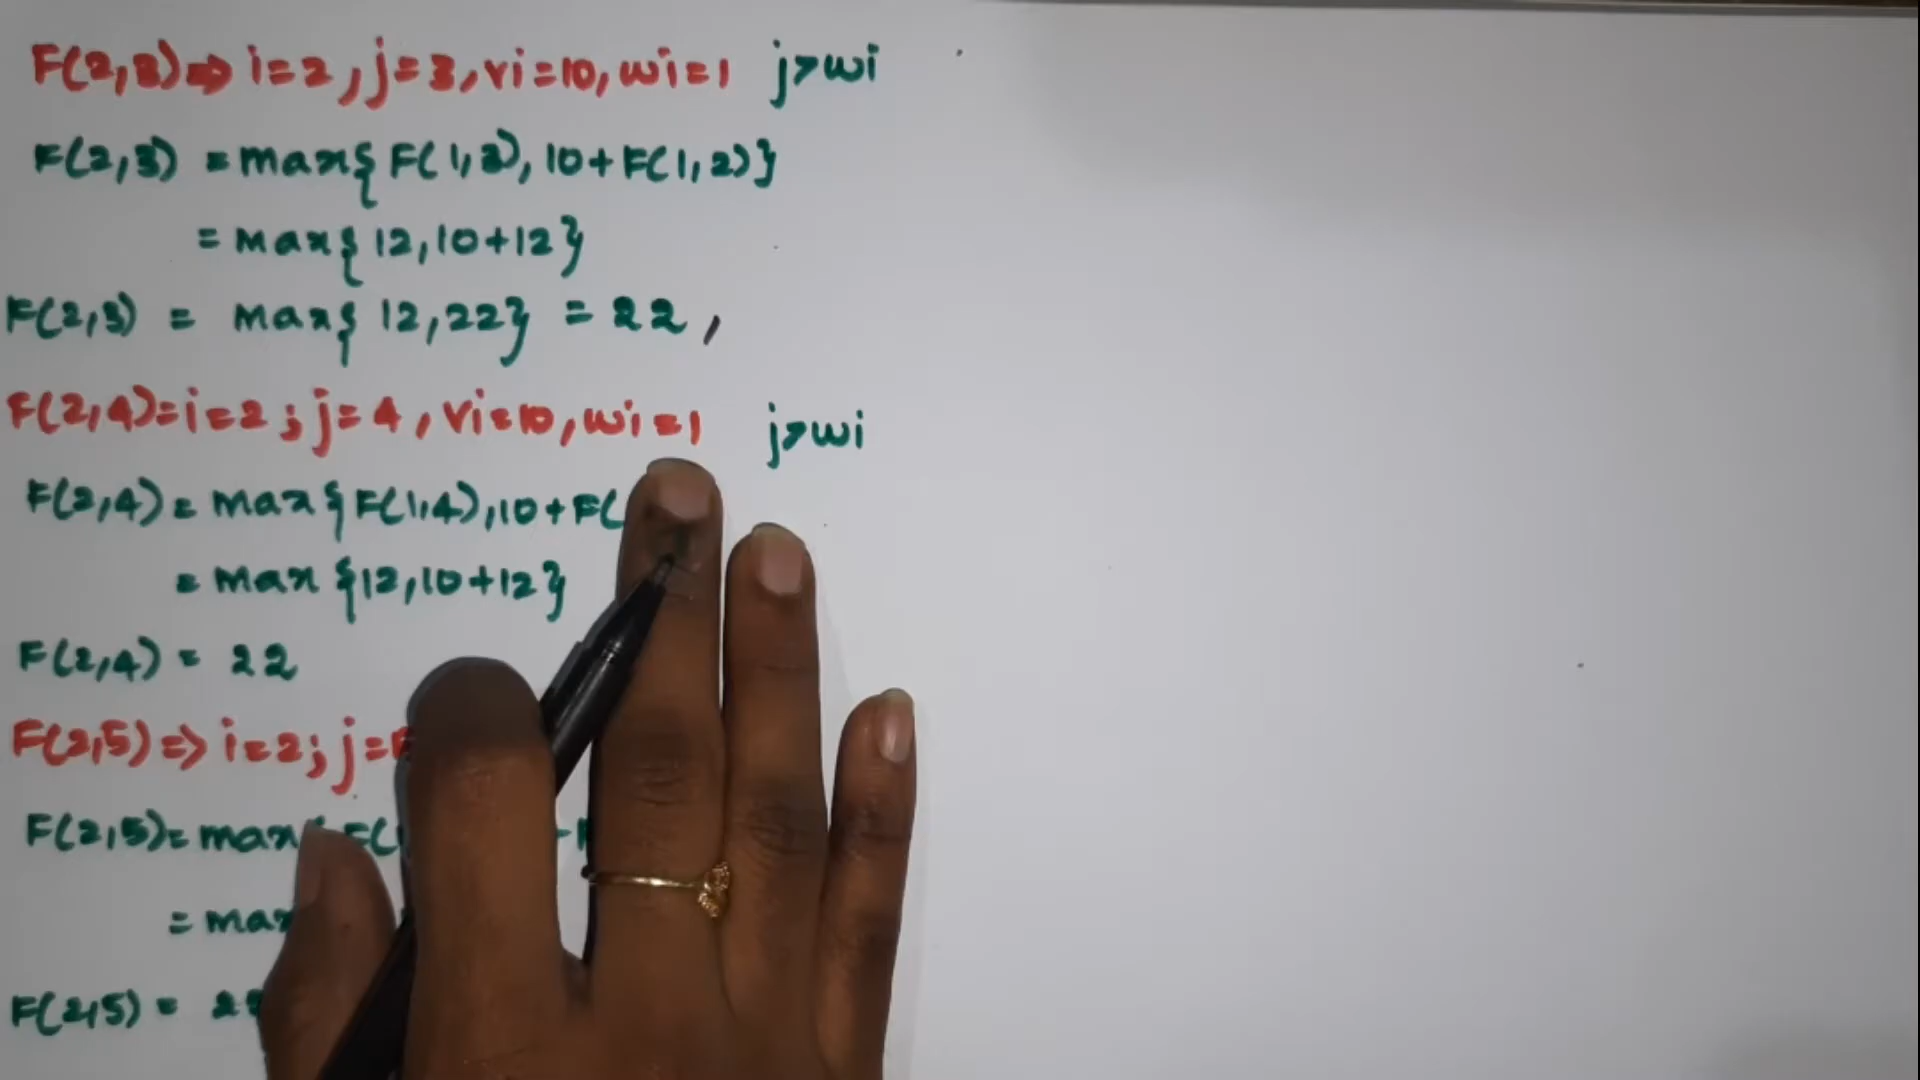 F(2,3) => i=2, j=3, vi=10, wi=1 j>wi
F(2,3) = max{F(1,3), 10+F(1,2)}
= max{12,10+12}
F(2,3) = max{12,22} = 22,
F(2,4)=i=2; j=4, vi=10, wi=1 j>wi
F(2,4)= max{F(1,4),10+F(
= max {12,10+12}
F(2,4) = 22
F(2,5) => i=2; j=
F(2,5)= max{
= max
F(2,5) =